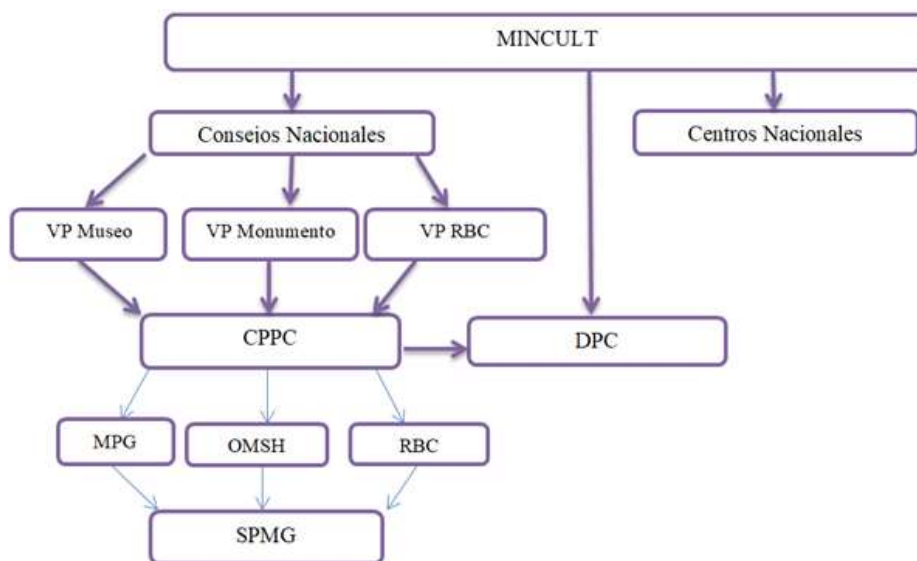 MINCULT
Consejos Nacionales
Centros Nacionales
VP Museo
VP Monumento
VP RBC
CPPC
DPC
MPG
OMSH
RBC
SPMG